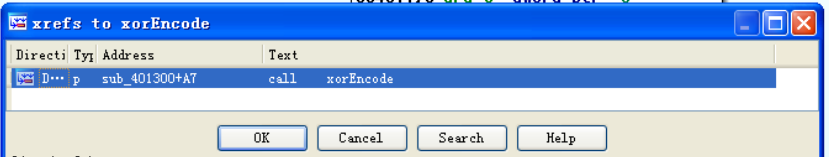 xrefs to xorEncode
Directi Typ Address Text
D… p sub_401300+A7 call xorEncode
OK Cancel Search Help